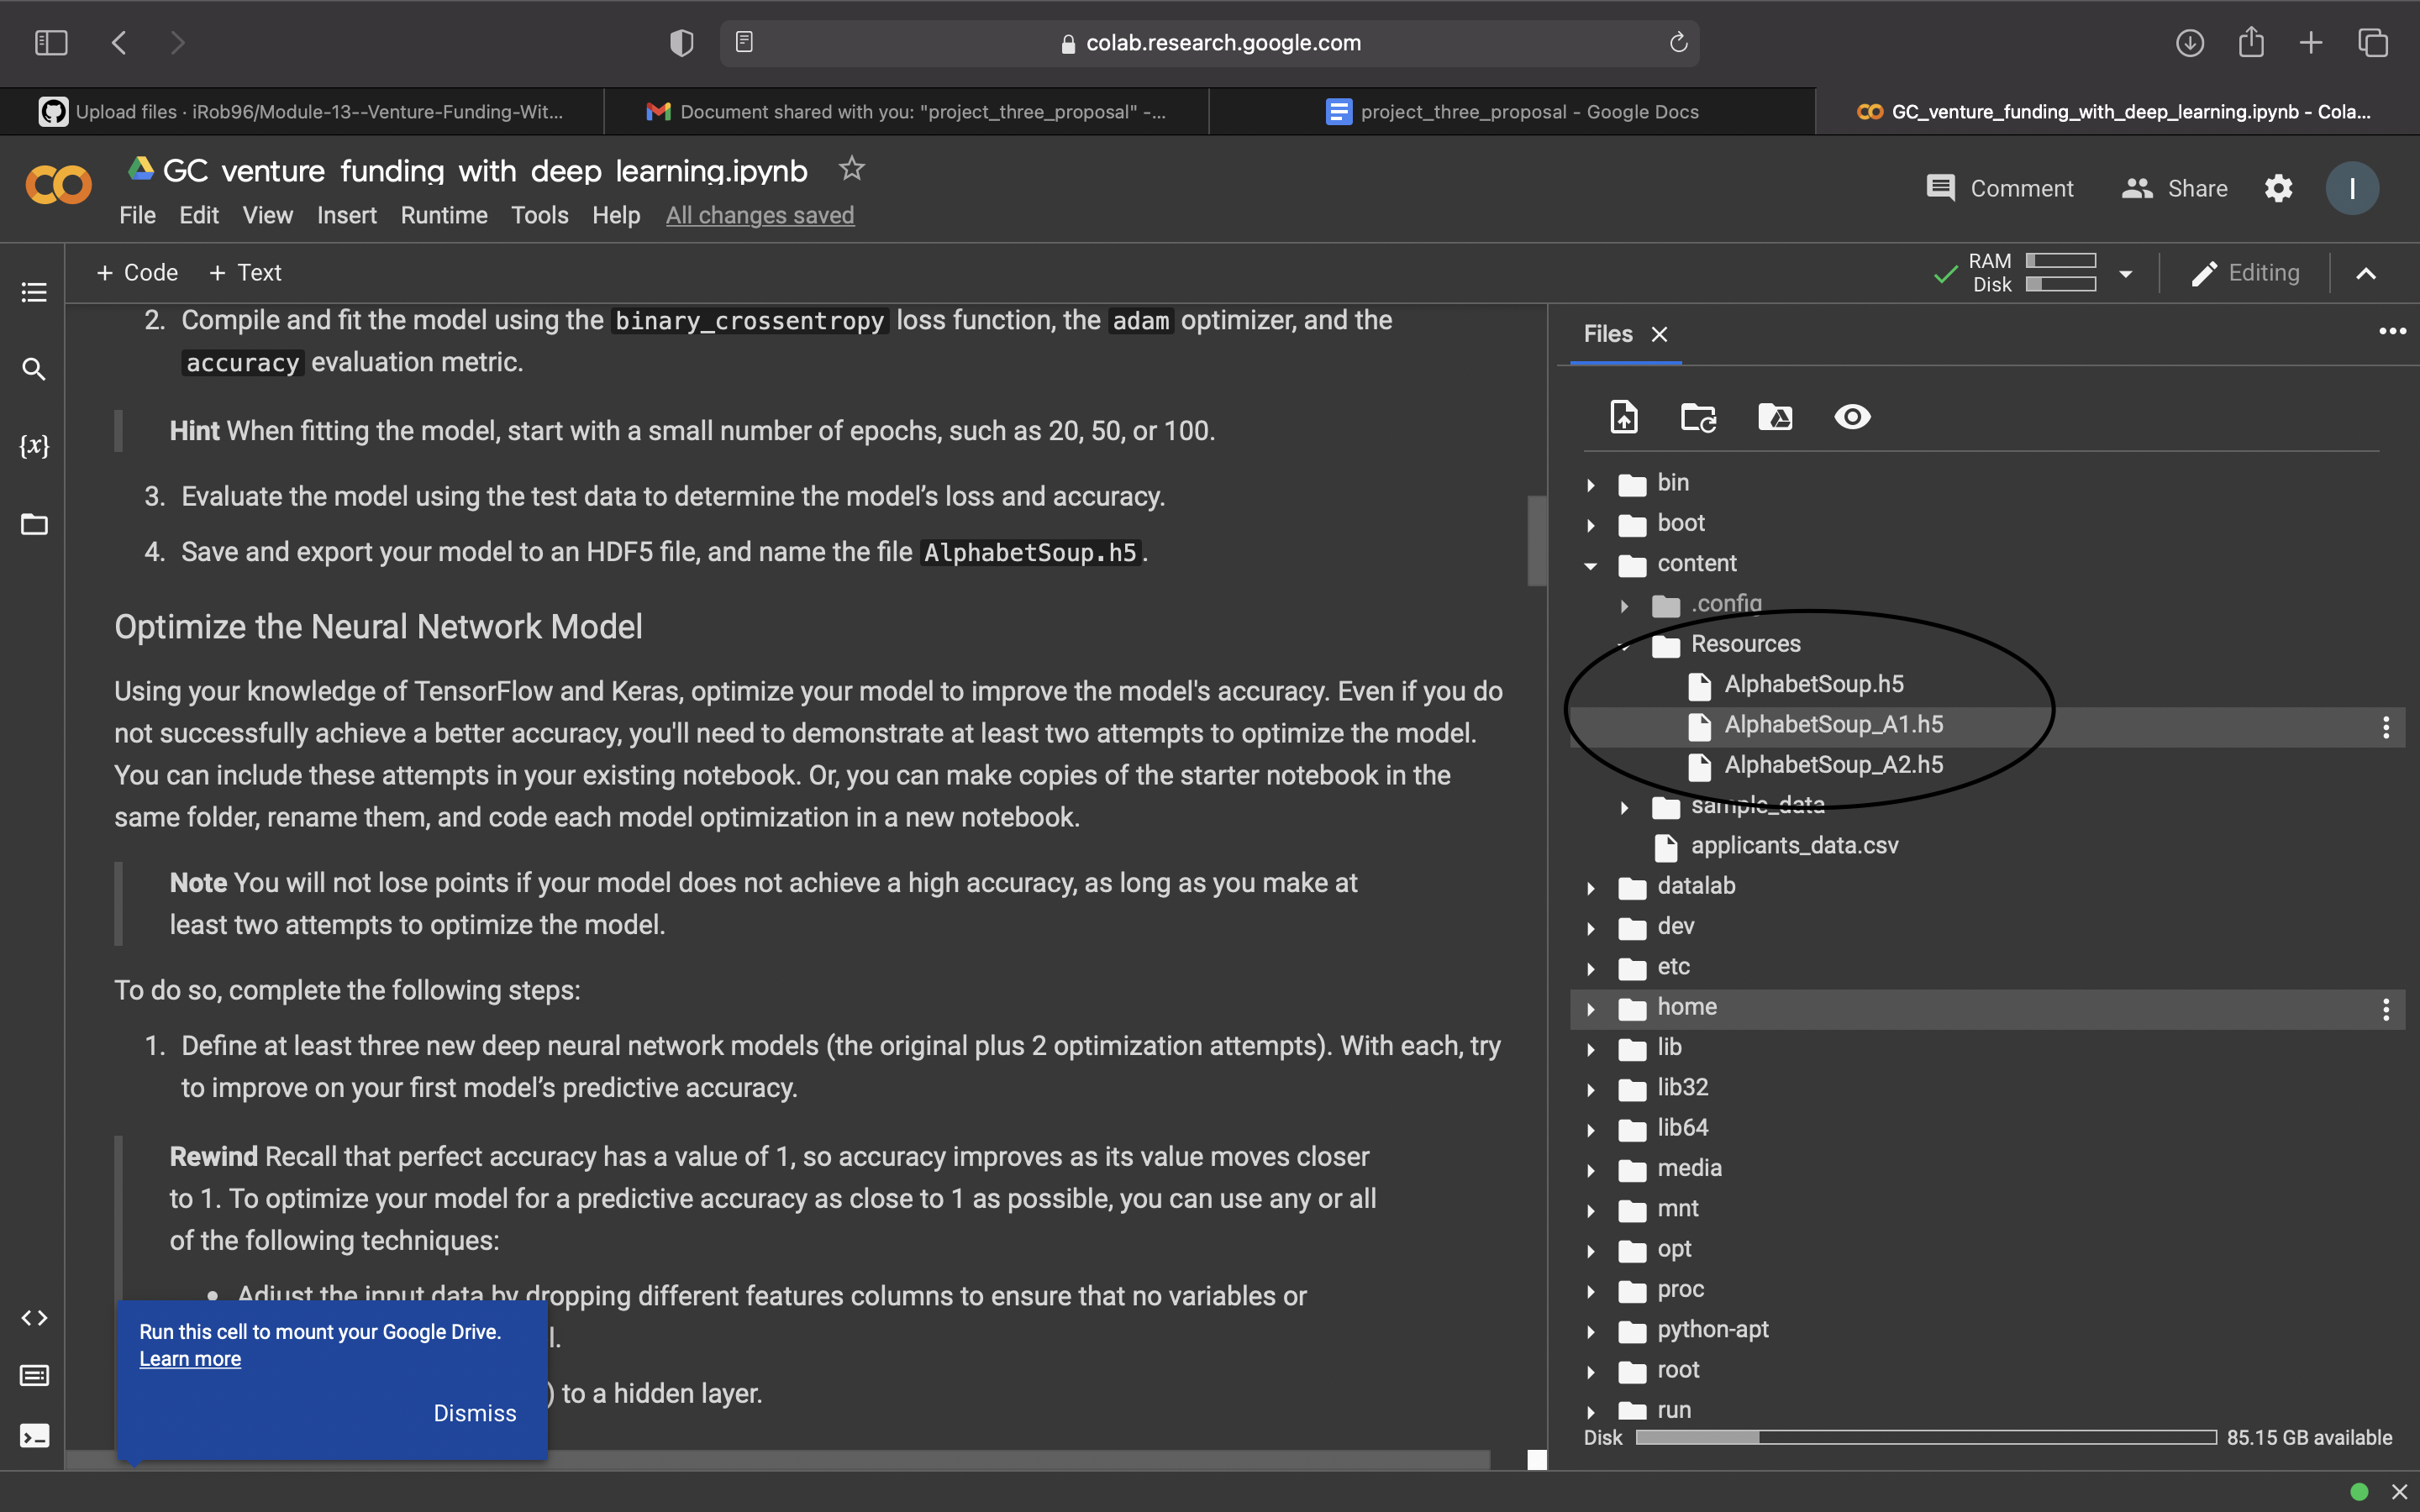 colab.research.google.com
Upload files · iRob96/Module-13--Venture-Funding-Wit...
Document shared with you: "project_three_proposal" -...
project_three_proposal - Google Docs
GC_venture_funding_with_deep_learning.ipynb - Cola...
GC_venture_funding_with_deep_learning.ipynb
File Edit View Insert Runtime Tools Help All changes saved
Comment
Share
I
+ Code + Text
RAM
Disk
Editing
2. Compile and fit the model using the binary_crossentropy loss function, the adam optimizer, and the
accuracy evaluation metric.
Hint When fitting the model, start with a small number of epochs, such as 20, 50, or 100.
3. Evaluate the model using the test data to determine the model’s loss and accuracy.
4. Save and export your model to an HDF5 file, and name the file AlphabetSoup.h5.
Optimize the Neural Network Model
Using your knowledge of TensorFlow and Keras, optimize your model to improve the model's accuracy. Even if you do
not successfully achieve a better accuracy, you'll need to demonstrate at least two attempts to optimize the model.
You can include these attempts in your existing notebook. Or, you can make copies of the starter notebook in the
same folder, rename them, and code each model optimization in a new notebook.
Note You will not lose points if your model does not achieve a high accuracy, as long as you make at
least two attempts to optimize the model.
To do so, complete the following steps:
1. Define at least three new deep neural network models (the original plus 2 optimization attempts). With each, try
to improve on your first model’s predictive accuracy.
Rewind Recall that perfect accuracy has a value of 1, so accuracy improves as its value moves closer
to 1. To optimize your model for a predictive accuracy as close to 1 as possible, you can use any or all
of the following techniques:
• Adjust the input data by dropping different features columns to ensure that no variables or
l.
) to a hidden layer.
Run this cell to mount your Google Drive.
Learn more
Dismiss
{x}
Files
bin
boot
content
.config
Resources
AlphabetSoup.h5
AlphabetSoup_A1.h5
AlphabetSoup_A2.h5
sample_data
applicants_data.csv
datalab
dev
etc
home
lib
lib32
lib64
media
mnt
opt
proc
python-apt
root
run
Disk
85.15 GB available